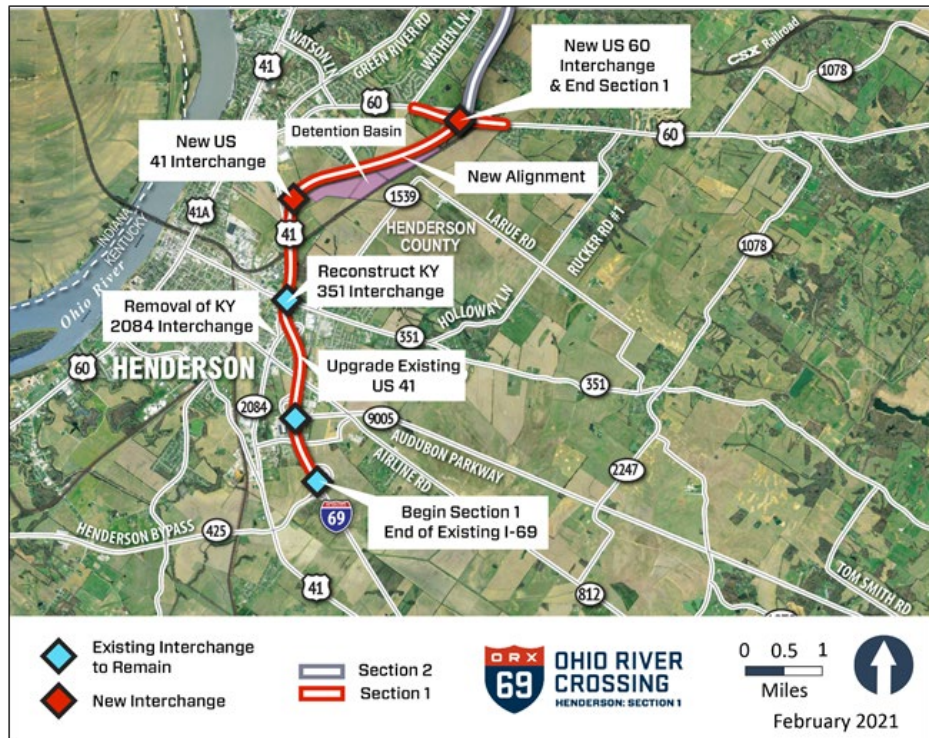 WATSON LN
GREEN RIVER RD
WATHEN LN
41
60
New US 60
Interchange
& End Section 1
CSX Railroad
1078
Detention Basin
New US
41 Interchange
60
New Alignment
1539
41A
INDIANA
KENTUCKY
Ohio River
41
HENDERSON
COUNTY
LARUE RD
RUCKER RD #1
1078
Reconstruct KY
351 Interchange
Removal of KY
2084 Interchange
HOLLOWAY LN
351
351
60
HENDERSON
Upgrade Existing
US 41
2084
9005
AUDUBON PARKWAY
AIRLINE RD
2247
Begin Section 1
End of Existing I-69
69
HENDERSON BYPASS
425
41
812
TOM SMITH RD
Existing Interchange
to Remain
New Interchange
Section 2
Section 1
ORX
69
OHIO RIVER
CROSSING
HENDERSON: SECTION 1
0 0.5 1
Miles
February 2021